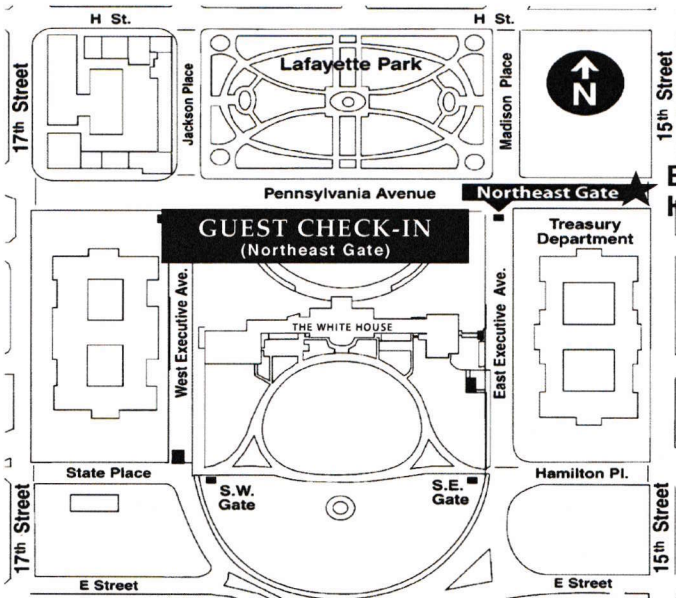 H St.
H St.
17th Street
Jackson Place
Lafayette Park
Madison Place
N
15th Street
Pennsylvania Avenue
Northeast Gate
GUEST CHECK-IN
(Northeast Gate)
Treasury
Department
West Executive Ave.
THE WHITE HOUSE
East Executive Ave.
State Place
Hamilton Pl.
S.W.
Gate
S.E.
Gate
17th Street
15th Street
E Street
E Street